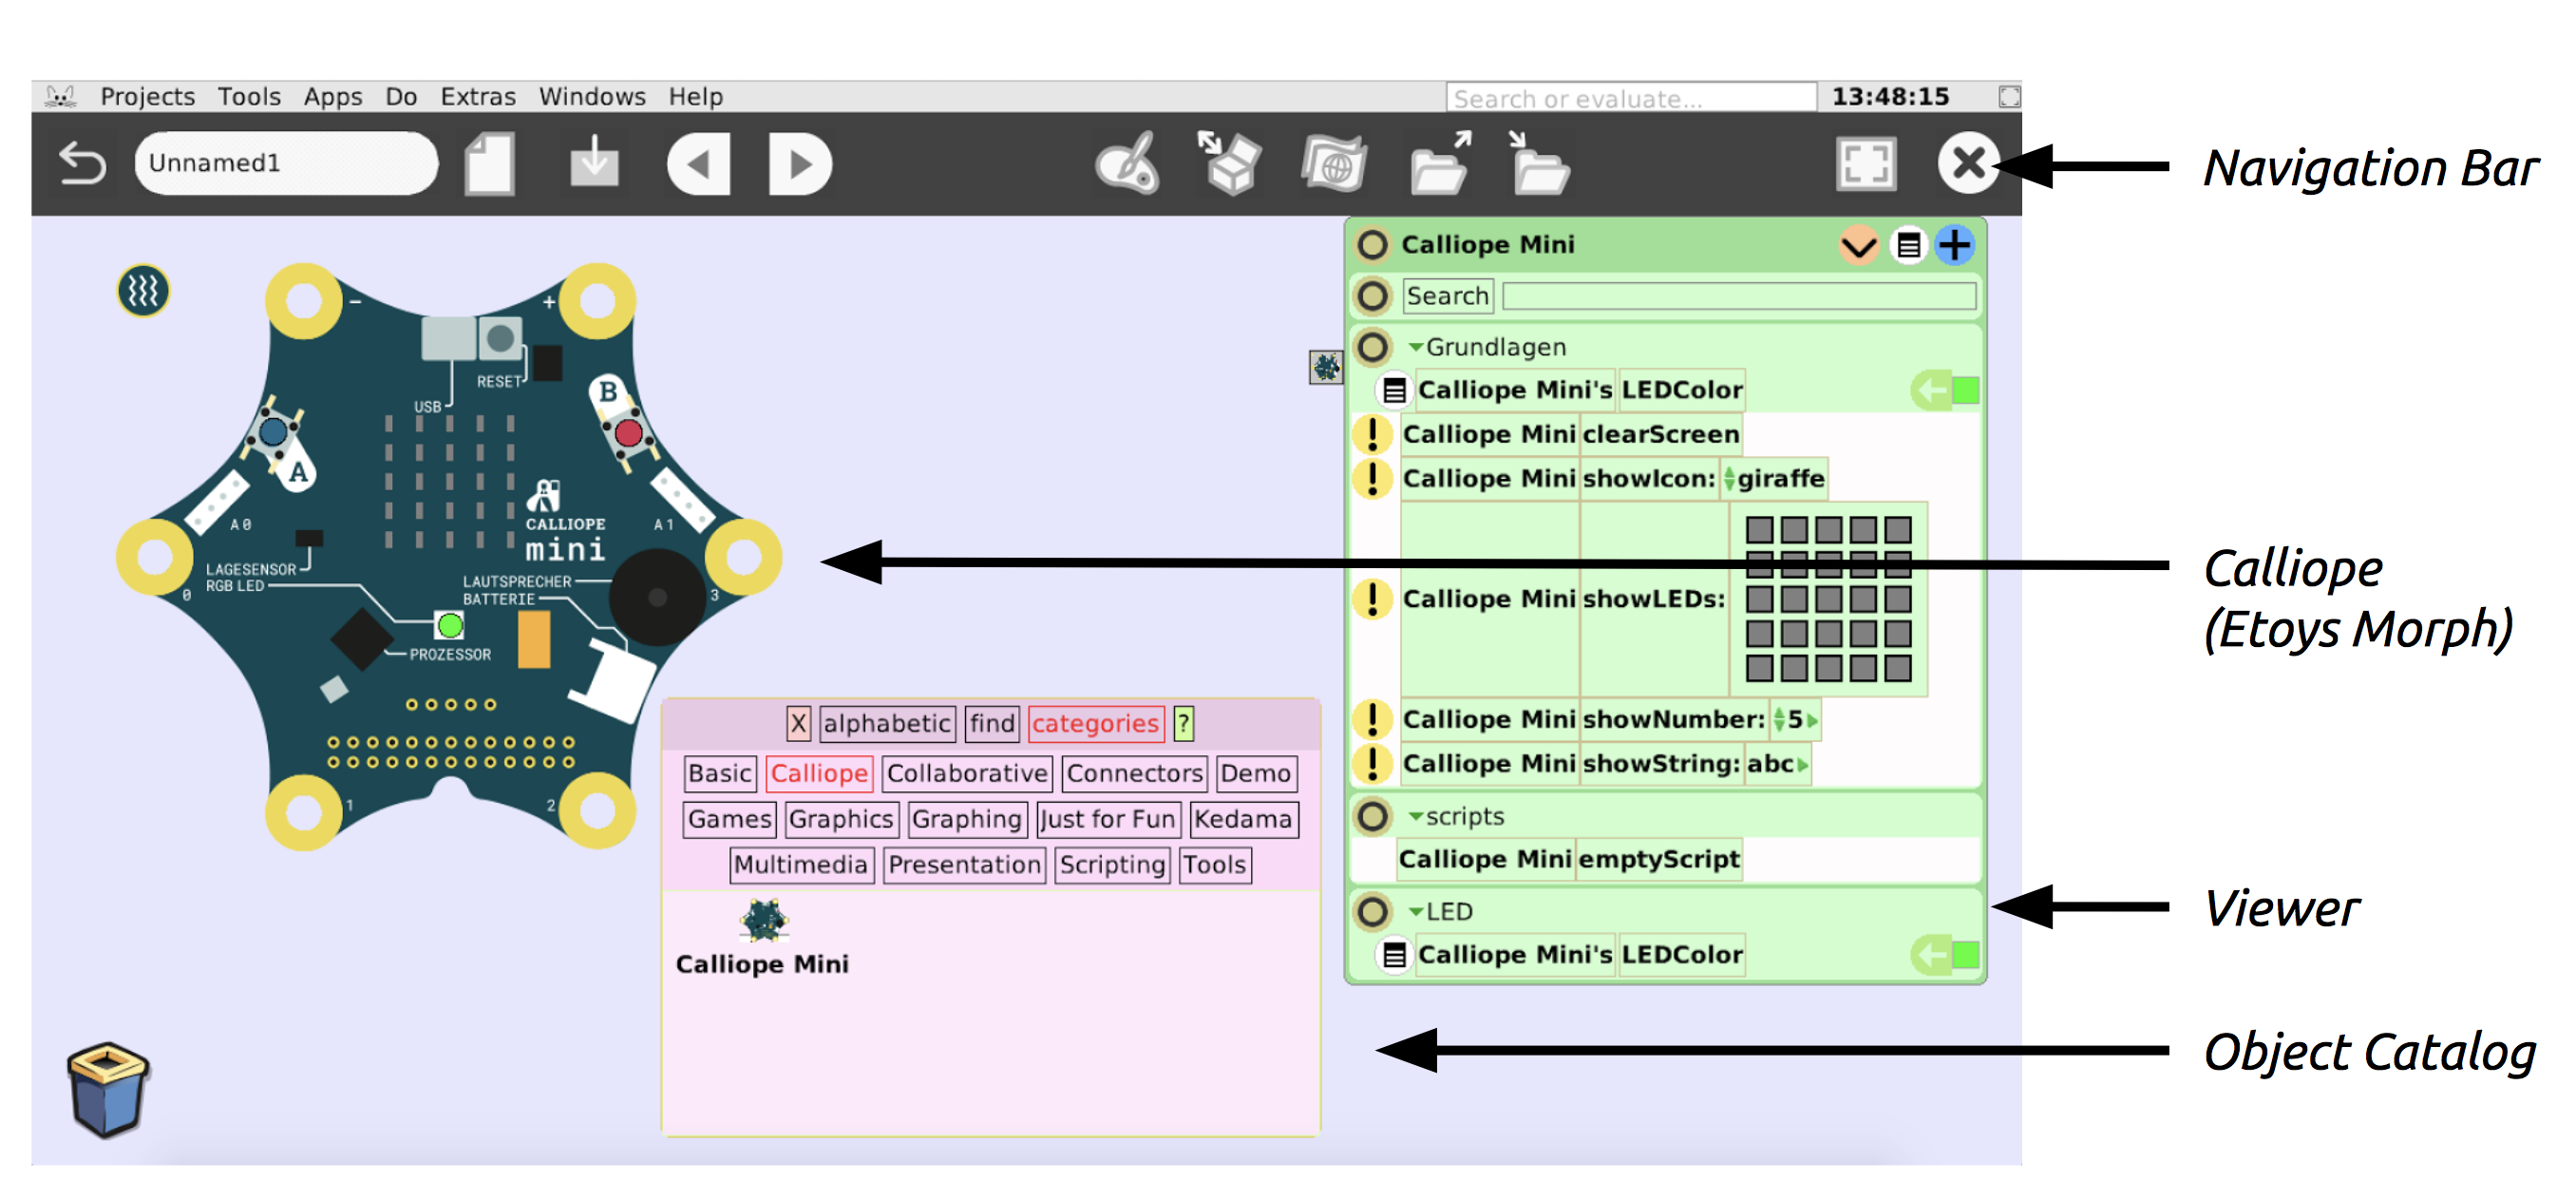 Projects Tools Apps Do Extras Windows Help Search or evaluate... 13:48:15
Unnamed1
Navigation Bar
- +
RESET
USB
B
A
A0
A1
CALLIOPE
mini
LAGESENSOR
RGB LED
LAUTSPRECHER
BATTERIE
0
3
PROZESSOR
1
2
Calliope Mini
Search
Grundlagen
Calliope Mini's LEDColor
! Calliope Mini clearScreen
! Calliope Mini showIcon: giraffe
! Calliope Mini showLEDs:
! Calliope Mini showNumber: 5
! Calliope Mini showString: abc
scripts
Calliope Mini emptyScript
LED
Calliope Mini's LEDColor
Calliope
(Etoys Morph)
Viewer
X alphabetic find categories ?
Basic Calliope Collaborative Connectors Demo
Games Graphics Graphing Just for Fun Kedama
Multimedia Presentation Scripting Tools
Calliope Mini
Object Catalog